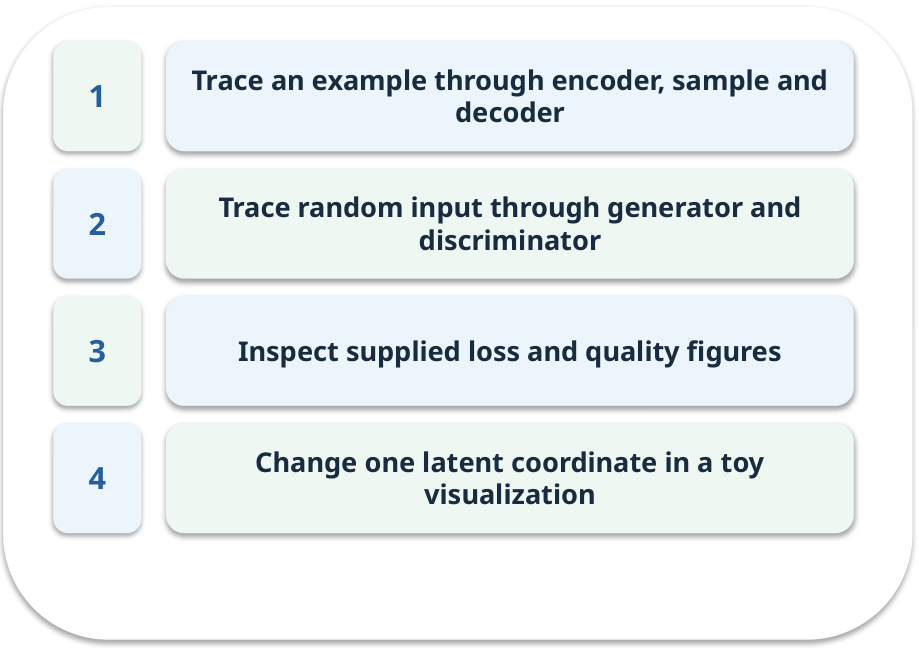 1
Trace an example through encoder, sample and
decoder
2
Trace random input through generator and
discriminator
3
Inspect supplied loss and quality figures
4
Change one latent coordinate in a toy
visualization